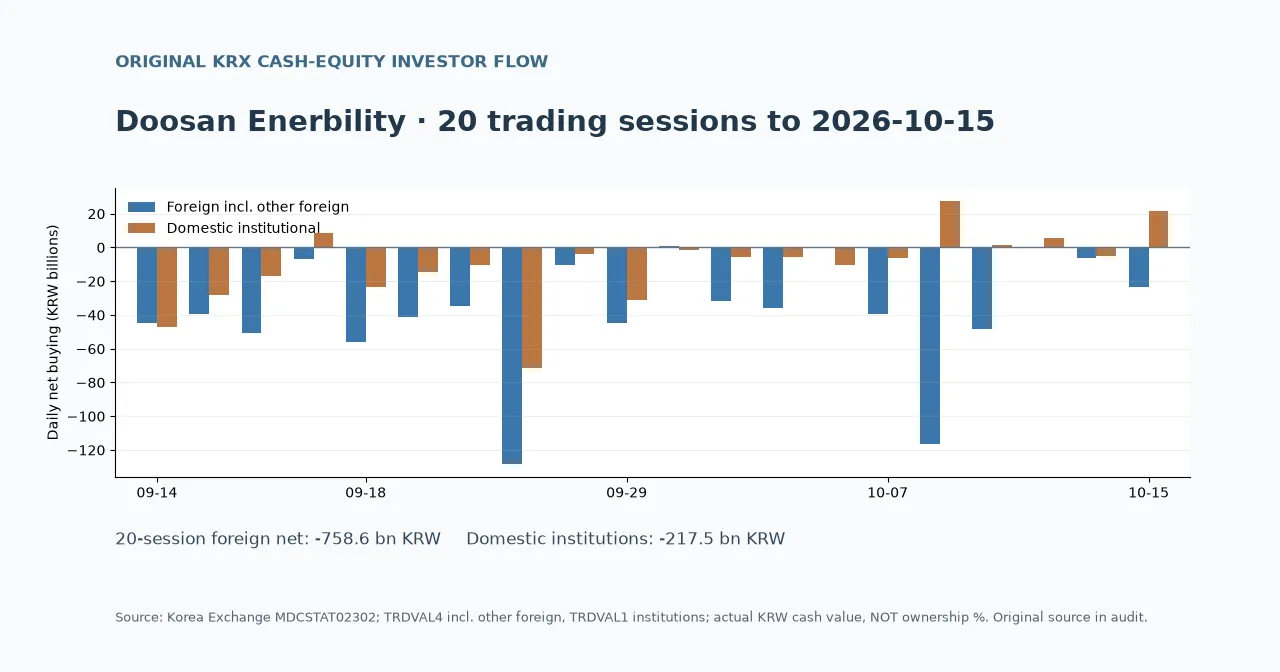 ORIGINAL KRX CASH-EQUITY INVESTOR FLOW
Doosan Enerbility · 20 trading sessions to 2026-10-15
Daily net buying (KRW billions)
Foreign incl. other foreign
Domestic institutional
20
0
−20
−40
−60
−80
−100
−120
09-14 09-18 09-29 10-07 10-15
20-session foreign net: -758.6 bn KRW Domestic institutions: -217.5 bn KRW
Source: Korea Exchange MDCSTAT02302; TRDVAL4 incl. other foreign, TRDVAL1 institutions; actual KRW cash value, NOT ownership %. Original source in audit.